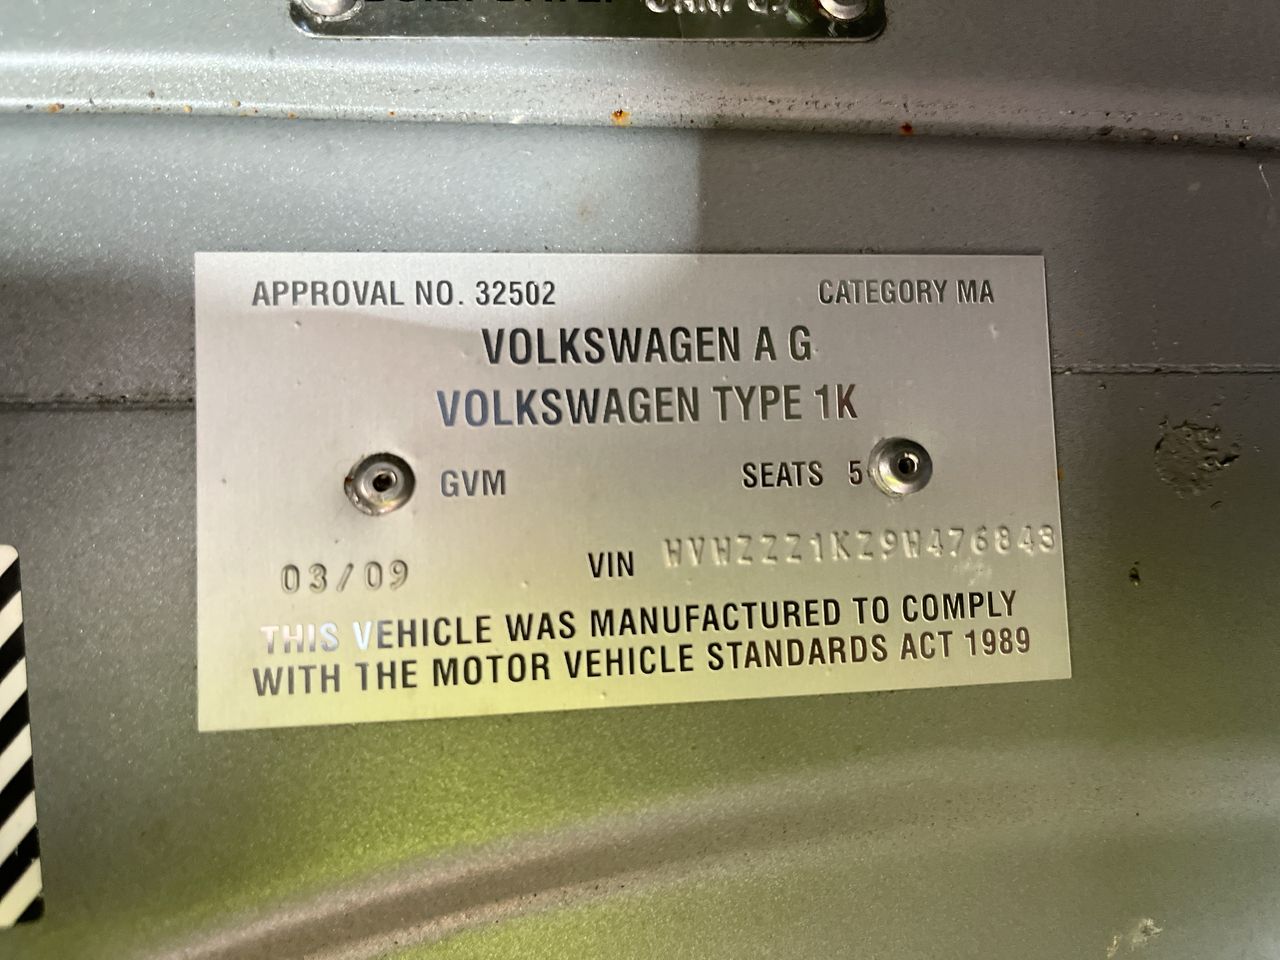 APPROVAL NO. 32502 CATEGORY MA
VOLKSWAGEN A G
VOLKSWAGEN TYPE 1K
GVM SEATS 5
03/09 VIN WVWZZZ1KZ9W476843
THIS VEHICLE WAS MANUFACTURED TO COMPLY
WITH THE MOTOR VEHICLE STANDARDS ACT 1989